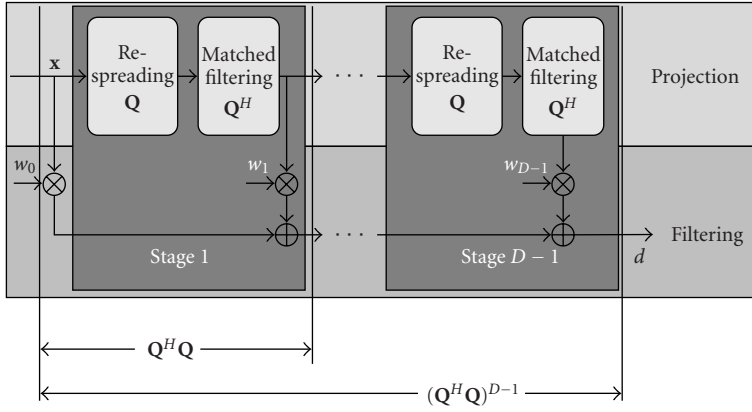 x
Re-
spreading
Q
Matched
filtering
Q^H
· · ·
Re-
spreading
Q
Matched
filtering
Q^H
Projection
w_0
w_1
w_{D−1}
Stage 1
· · ·
Stage D − 1
d
Filtering
Q^H Q
(Q^H Q)^{D−1}